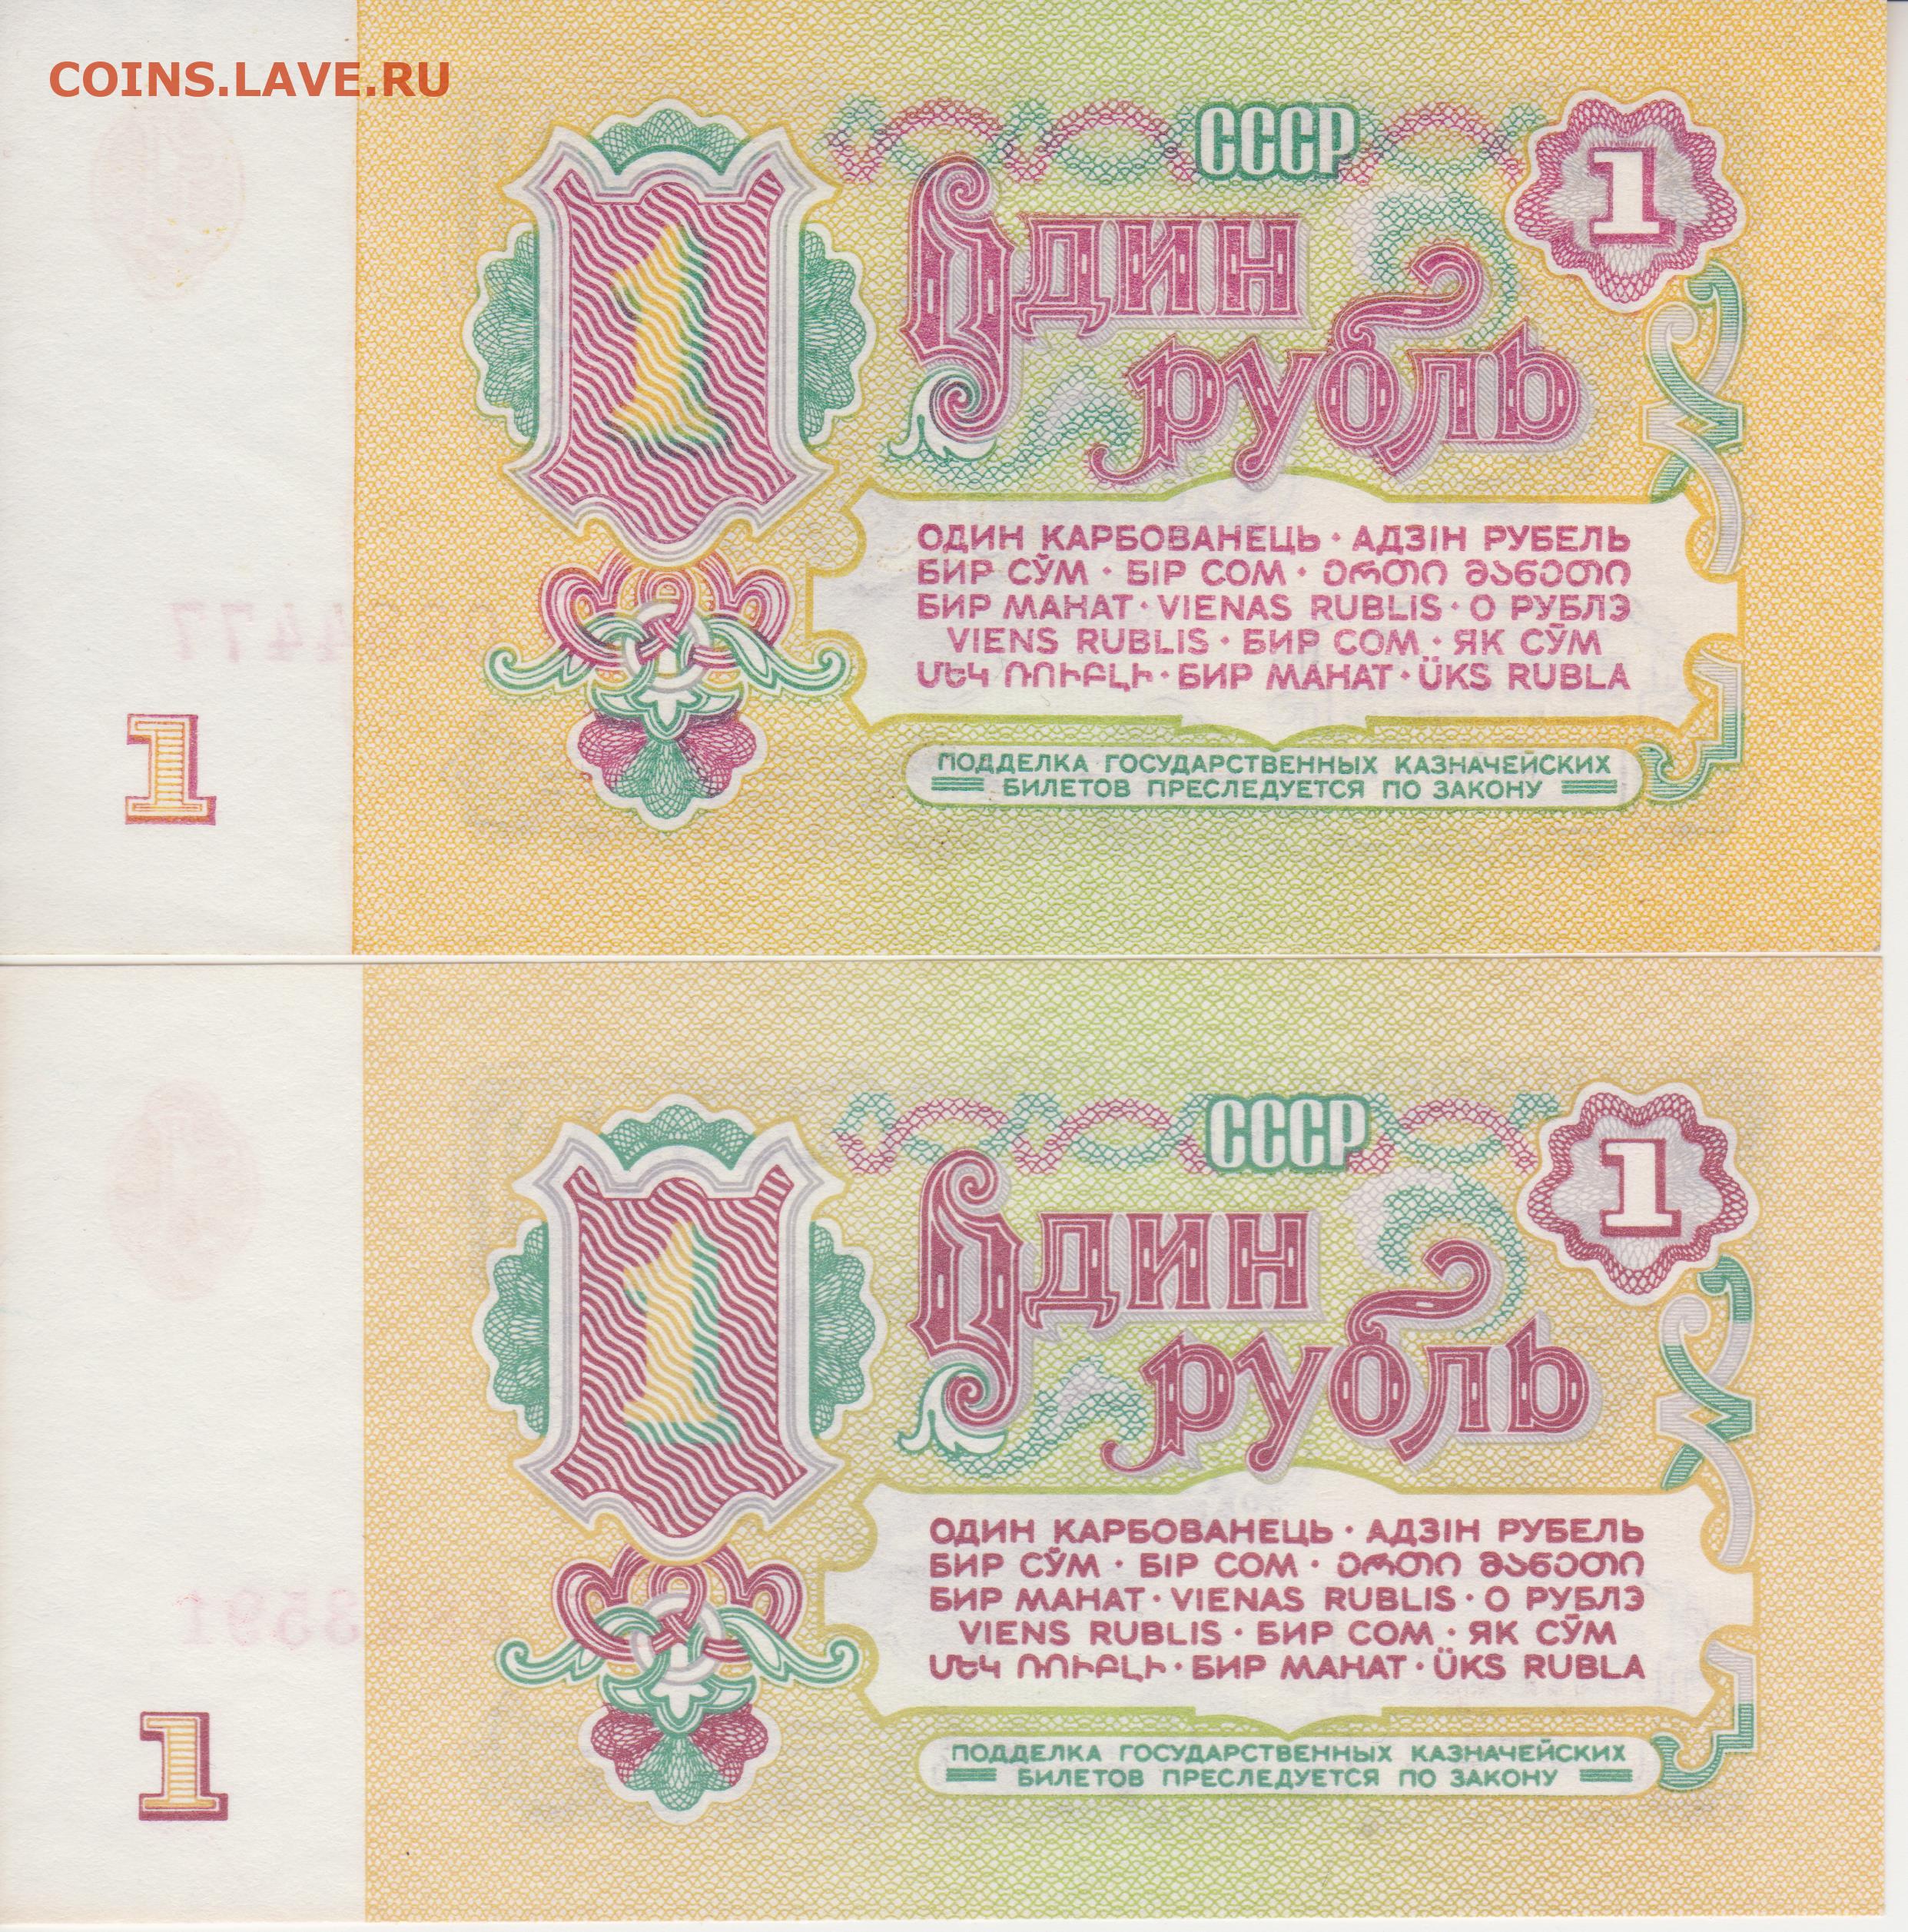 COINS.LAVE.RU
СССР
1
1
Один
рубль
ОДИН КАРБОВАНЕЦЬ · АДЗІН РУБЕЛЬ
БИР СЎМ · БІР СОМ · ერთი მანეთი
БИР МАНАТ · VIENAS RUBLIS · О РУБЛЭ
VIENS RUBLIS · БИР СОМ · ЯК СӮМ
ՄԵԿ ՌՈՒԲԼԻ · БИР МАНАТ · ÜKS RUBLA
1
ПОДДЕЛКА ГОСУДАРСТВЕННЫХ КАЗНАЧЕЙСКИХ
БИЛЕТОВ ПРЕСЛЕДУЕТСЯ ПО ЗАКОНУ
СССР
1
1
Один
рубль
ОДИН КАРБОВАНЕЦЬ · АДЗІН РУБЕЛЬ
БИР СЎМ · БІР СОМ · ერთი მანეთი
БИР МАНАТ · VIENAS RUBLIS · О РУБЛЭ
VIENS RUBLIS · БИР СОМ · ЯК СӮМ
ՄԵԿ ՌՈՒԲԼԻ · БИР МАНАТ · ÜKS RUBLA
1
ПОДДЕЛКА ГОСУДАРСТВЕННЫХ КАЗНАЧЕЙСКИХ
БИЛЕТОВ ПРЕСЛЕДУЕТСЯ ПО ЗАКОНУ